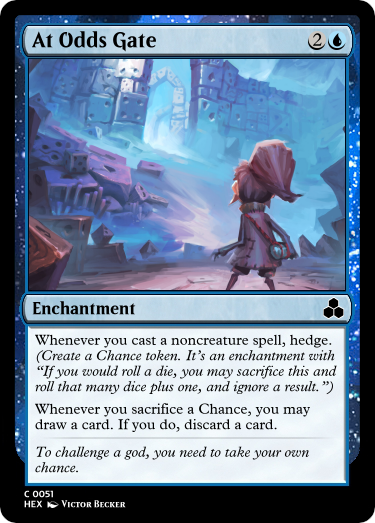 At Odds Gate 2
Enchantment
Whenever you cast a noncreature spell, hedge.
(Create a Chance token. It's an enchantment with
“If you would roll a die, you may sacrifice this and
roll that many dice plus one, and ignore a result.”)
Whenever you sacrifice a Chance, you may
draw a card. If you do, discard a card.
To challenge a god, you need to take your own
chance.
C 0051
HEX Victor Becker